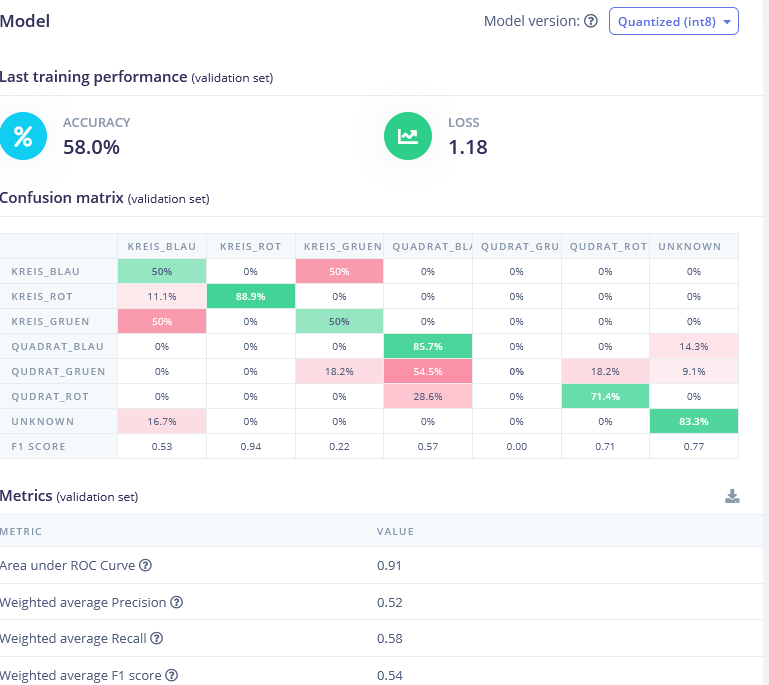 Model Model version: Quantized (int8)
Last training performance (validation set)
% ACCURACY LOSS
58.0% 1.18
Confusion matrix (validation set)
KREIS_BLAU KREIS_ROT KREIS_GRUEN QUADRAT_BLA QUDRAT_GRU QUDRAT_ROT UNKNOWN
KREIS_BLAU 50% 0% 50% 0% 0% 0% 0%
KREIS_ROT 11.1% 88.9% 0% 0% 0% 0% 0%
KREIS_GRUEN 50% 0% 50% 0% 0% 0% 0%
QUADRAT_BLAU 0% 0% 0% 85.7% 0% 0% 14.3%
QUDRAT_GRUEN 0% 0% 18.2% 54.5% 0% 18.2% 9.1%
QUDRAT_ROT 0% 0% 0% 28.6% 0% 71.4% 0%
UNKNOWN 16.7% 0% 0% 0% 0% 0% 83.3%
F1 SCORE 0.53 0.94 0.22 0.57 0.00 0.71 0.77
Metrics (validation set)
METRIC VALUE
Area under ROC Curve 0.91
Weighted average Precision 0.52
Weighted average Recall 0.58
Weighted average F1 score 0.54